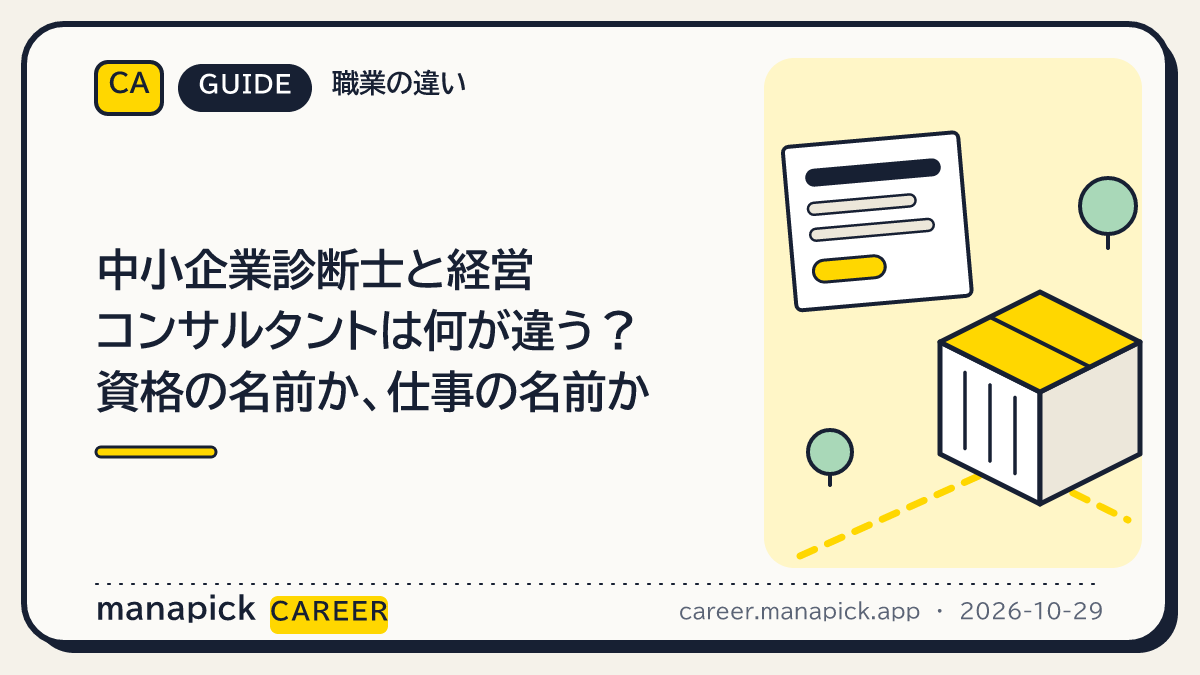 CA GUIDE 職業の違い
中小企業診断士と経営
コンサルタントは何が違う？
資格の名前か、仕事の名前か
manapick CAREER
career.manapick.app ・ 2026-10-29